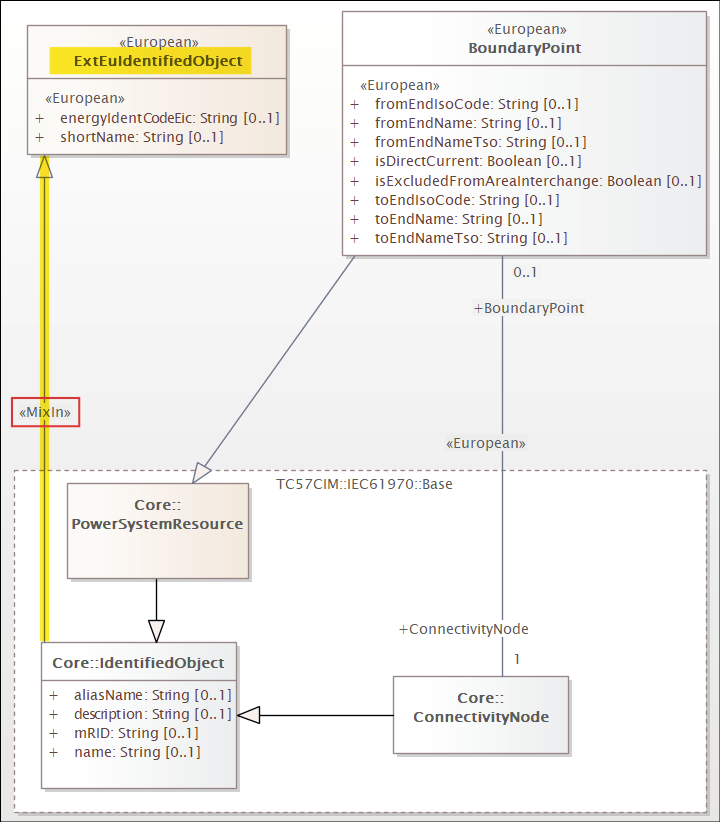 «European»
ExtEuIdentifiedObject
«European»
+ energyIdentCodeEic: String [0..1]
+ shortName: String [0..1]
«European»
BoundaryPoint
«European»
+ fromEndIsoCode: String [0..1]
+ fromEndName: String [0..1]
+ fromEndNameTso: String [0..1]
+ isDirectCurrent: Boolean [0..1]
+ isExcludedFromAreaInterchange: Boolean [0..1]
+ toEndIsoCode: String [0..1]
+ toEndName: String [0..1]
+ toEndNameTso: String [0..1]
0..1
+BoundaryPoint
«MixIn»
«European»
TC57CIM::IEC61970::Base
Core::
PowerSystemResource
+ConnectivityNode
1
Core::IdentifiedObject
+ aliasName: String [0..1]
+ description: String [0..1]
+ mRID: String [0..1]
+ name: String [0..1]
Core::
ConnectivityNode